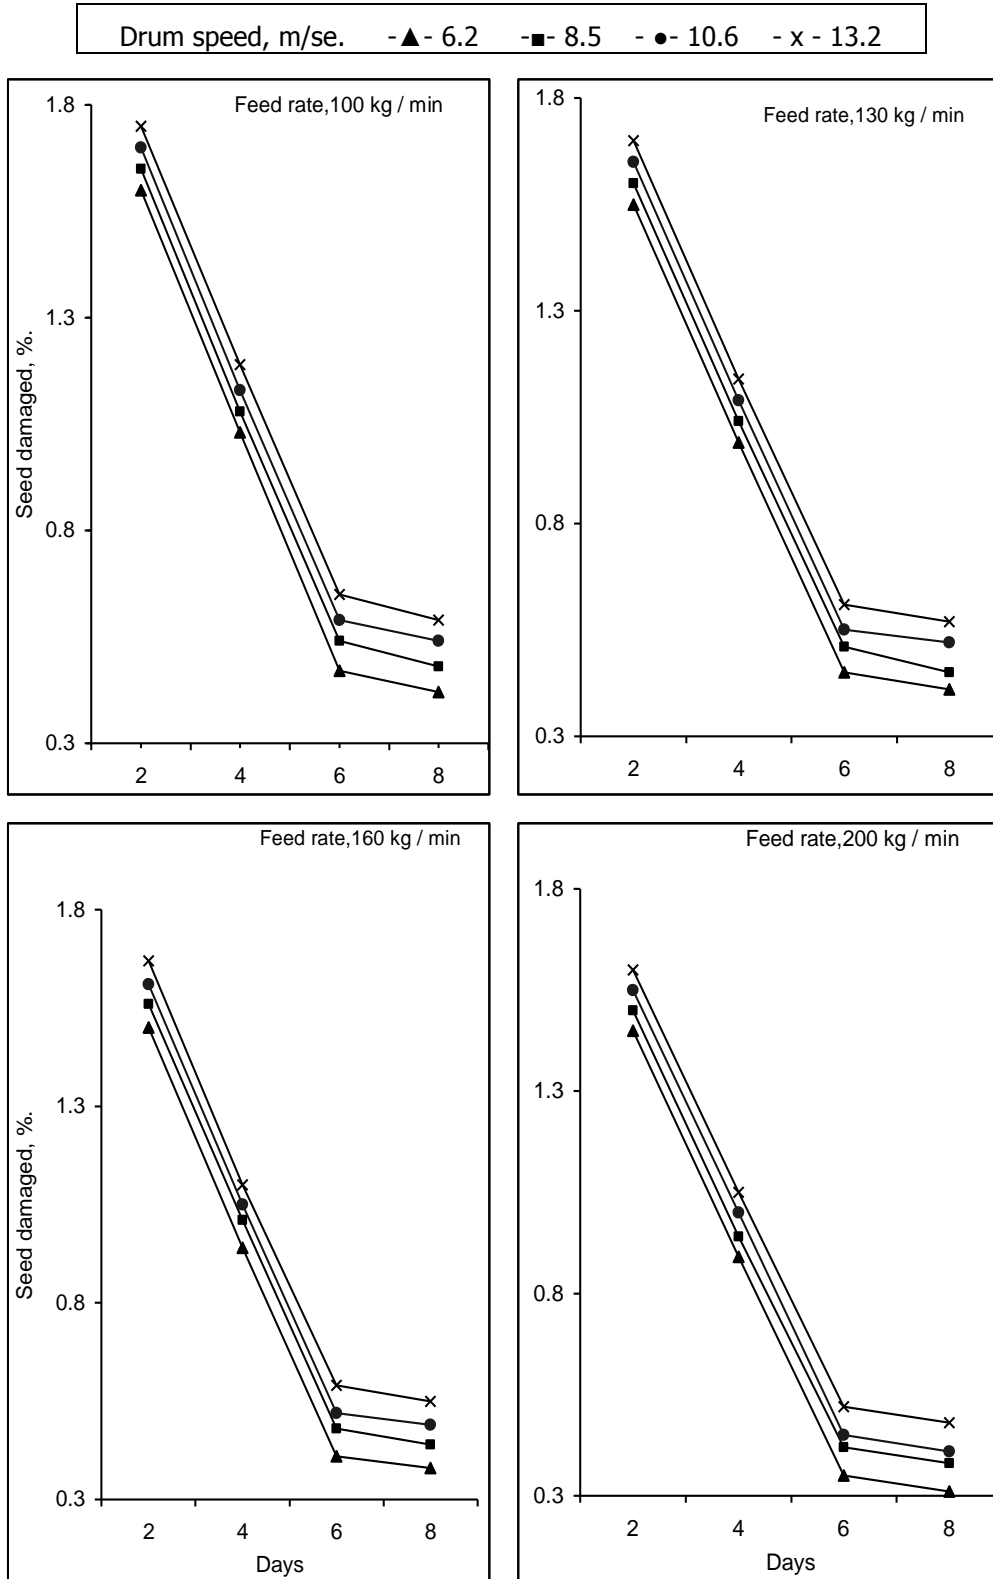 Drum speed, m/se. -▲- 6.2 -■- 8.5 - ●- 10.6 - x - 13.2
Feed rate,100 kg / min
1.8
1.3
0.8
0.3
Seed damaged, %.
2 4 6 8
Feed rate,130 kg / min
1.8
1.3
0.8
0.3
2 4 6 8
Feed rate,160 kg / min
1.8
1.3
0.8
0.3
Seed damaged, %.
2 4 6 8
Days
Feed rate,200 kg / min
1.8
1.3
0.8
0.3
2 4 6 8
Days